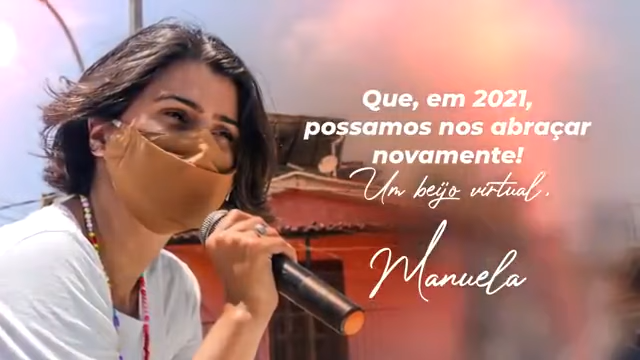 Que, em 2021,
possamos nos abraçar
novamente!
Um beijo virtual,
Manuela